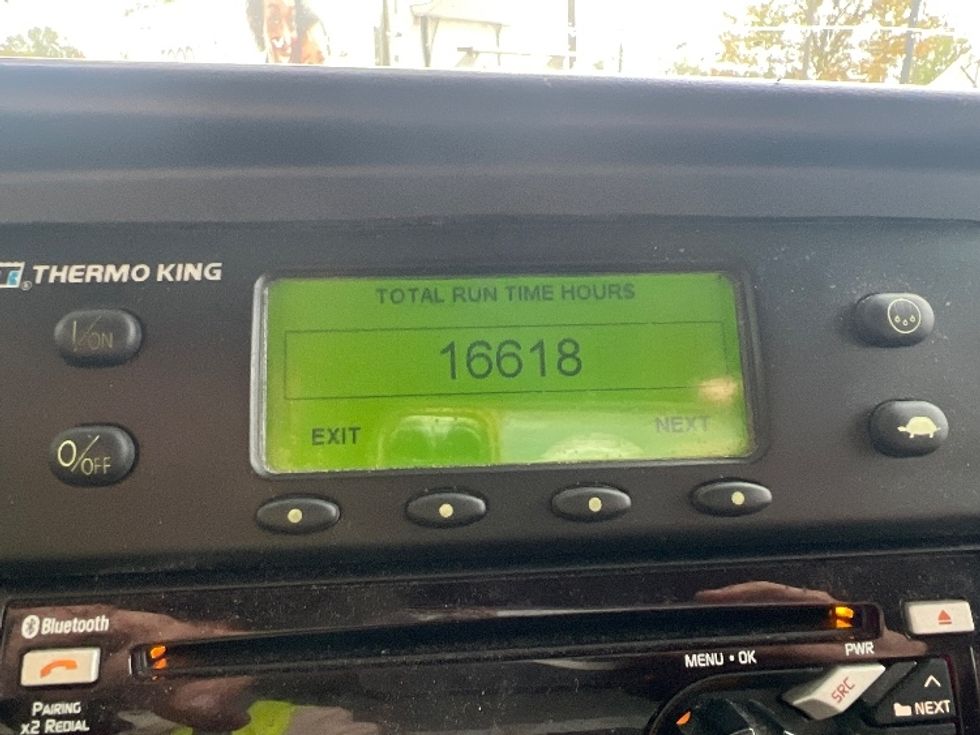 THERMO KING
TOTAL RUN TIME HOURS
16618
EXIT NEXT
I/ON
O/OFF
Bluetooth
PAIRING
X2 REDIAL
MENU • OK
PWR
SRC
NEXT